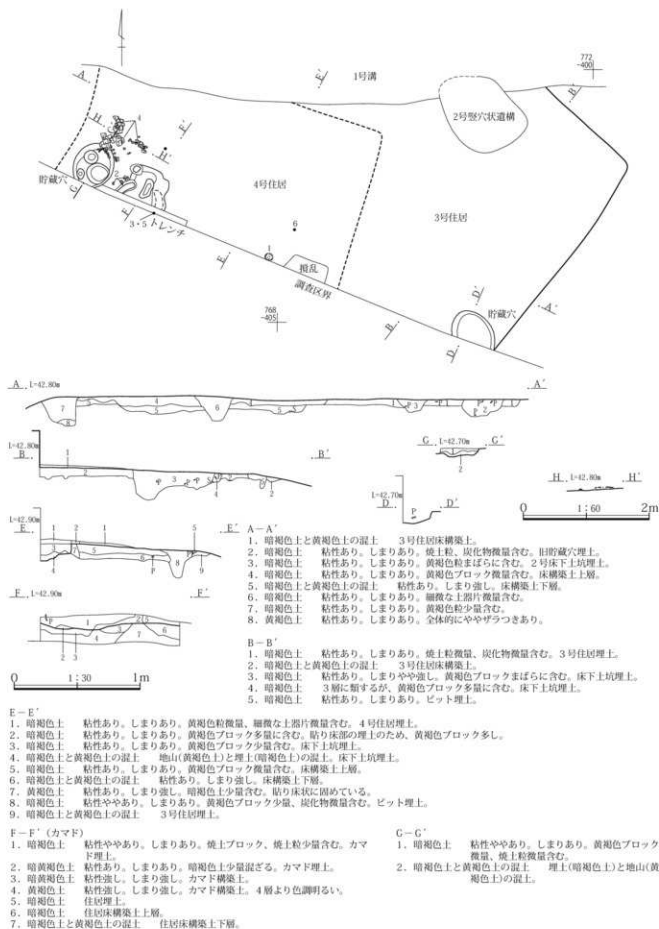 772
-400
1号溝
2号竪穴状遺構
A
E′
B′
H
4
F′
H′
貯蔵穴
G
F
3・5
トレンチ
4号住居
3号住居
6
1
E
撹乱
調査区界
768
-405
B
D′
D
貯蔵穴
A′
A L=42.80m A′
L=42.80m
B B′
L=42.70m
G G′
L=42.70m
D D′
L=42.80m
H H′
0 1:60 2m
L=42.90m
E E′
L=42.90m
F F′
0 1:30 1m
A－A′
1．暗褐色土と黄褐色土の混土　3号住居床構築土。
2．暗褐色土　粘性あり。しまりあり。焼土粒、炭化物微量含む。旧貯蔵穴埋土。
3．暗褐色土　粘性あり。しまりあり。黄褐色粒まばらに含む。2号床下土坑埋土。
4．暗褐色土　粘性あり。しまりあり。黄褐色ブロック微量含む。床構築土上層。
5．暗褐色土と黄褐色土の混土　粘性あり。しまり強し。床構築土下層。
6．暗褐色土　粘性あり。しまりあり。細微な土器片微量含む。
7．暗褐色土　粘性あり。しまりあり。黄褐色粒少量含む。
8．黄褐色土　粘性あり。しまりあり。全体的にややザラつきあり。
B－B′
1．暗褐色土　粘性あり。しまりあり。焼土粒微量、炭化物微量含む。3号住居埋土。
2．暗褐色土と黄褐色土の混土　3号住居床構築土。
3．暗褐色土　粘性あり。しまりやや強し。黄褐色ブロックまばらに含む。床下土坑埋土。
4．暗褐色土　3層に類するが、黄褐色ブロック多量に含む。床下土坑埋土。
5．暗褐色土　粘性あり。しまりあり。ピット埋土。
E－E′
1．暗褐色土　粘性あり。しまりあり。黄褐色粒微量、細微な土器片微量含む。4号住居埋土。
2．暗褐色土　粘性あり。しまりあり。黄褐色ブロック多量に含む。貼り床部の埋土のため、黄褐色ブロック多し。
3．暗褐色土　粘性あり。しまりあり。黄褐色ブロック少量含む。床下土坑埋土。
4．暗褐色土と黄褐色土の混土　地山(黄褐色土)と埋土(暗褐色土)の混土。床下土坑埋土。
5．暗褐色土　粘性あり。しまりあり。黄褐色ブロック微量含む。床構築土上層。
6．暗褐色土と黄褐色土の混土　粘性あり。しまり強し。床構築土下層。
7．黄褐色土　粘性あり。しまり強し。暗褐色土少量含む。貼り床状に固めている。
8．暗褐色土　粘性ややあり。しまりあり。黄褐色ブロック少量、炭化物微量含む。ピット埋土。
9．暗褐色土と黄褐色土の混土　3号住居埋土。
F－F′（カマド）
1．暗褐色土　粘性ややあり。しまりあり。焼土ブロック、焼土粒少量含む。カマ
ド埋土。
2．暗黄褐色土　粘性あり。しまりあり。暗褐色土少量混ざる。カマド埋土。
3．暗黄褐色土　粘性強し。しまり強し。カマド構築土。
4．黄褐色土　粘性強し。しまり強し。カマド構築土。4層より色調明るい。
5．暗褐色土　住居埋土。
6．暗褐色土　住居床構築土上層。
7．暗褐色土と黄褐色土の混土　住居床構築土下層。
G－G′
1．暗褐色土　粘性ややあり。しまりあり。黄褐色ブロック
微量、焼土粒微量含む。
2．暗褐色土と黄褐色土の混土　埋土(暗褐色土)と地山(黄
褐色土)の混土。